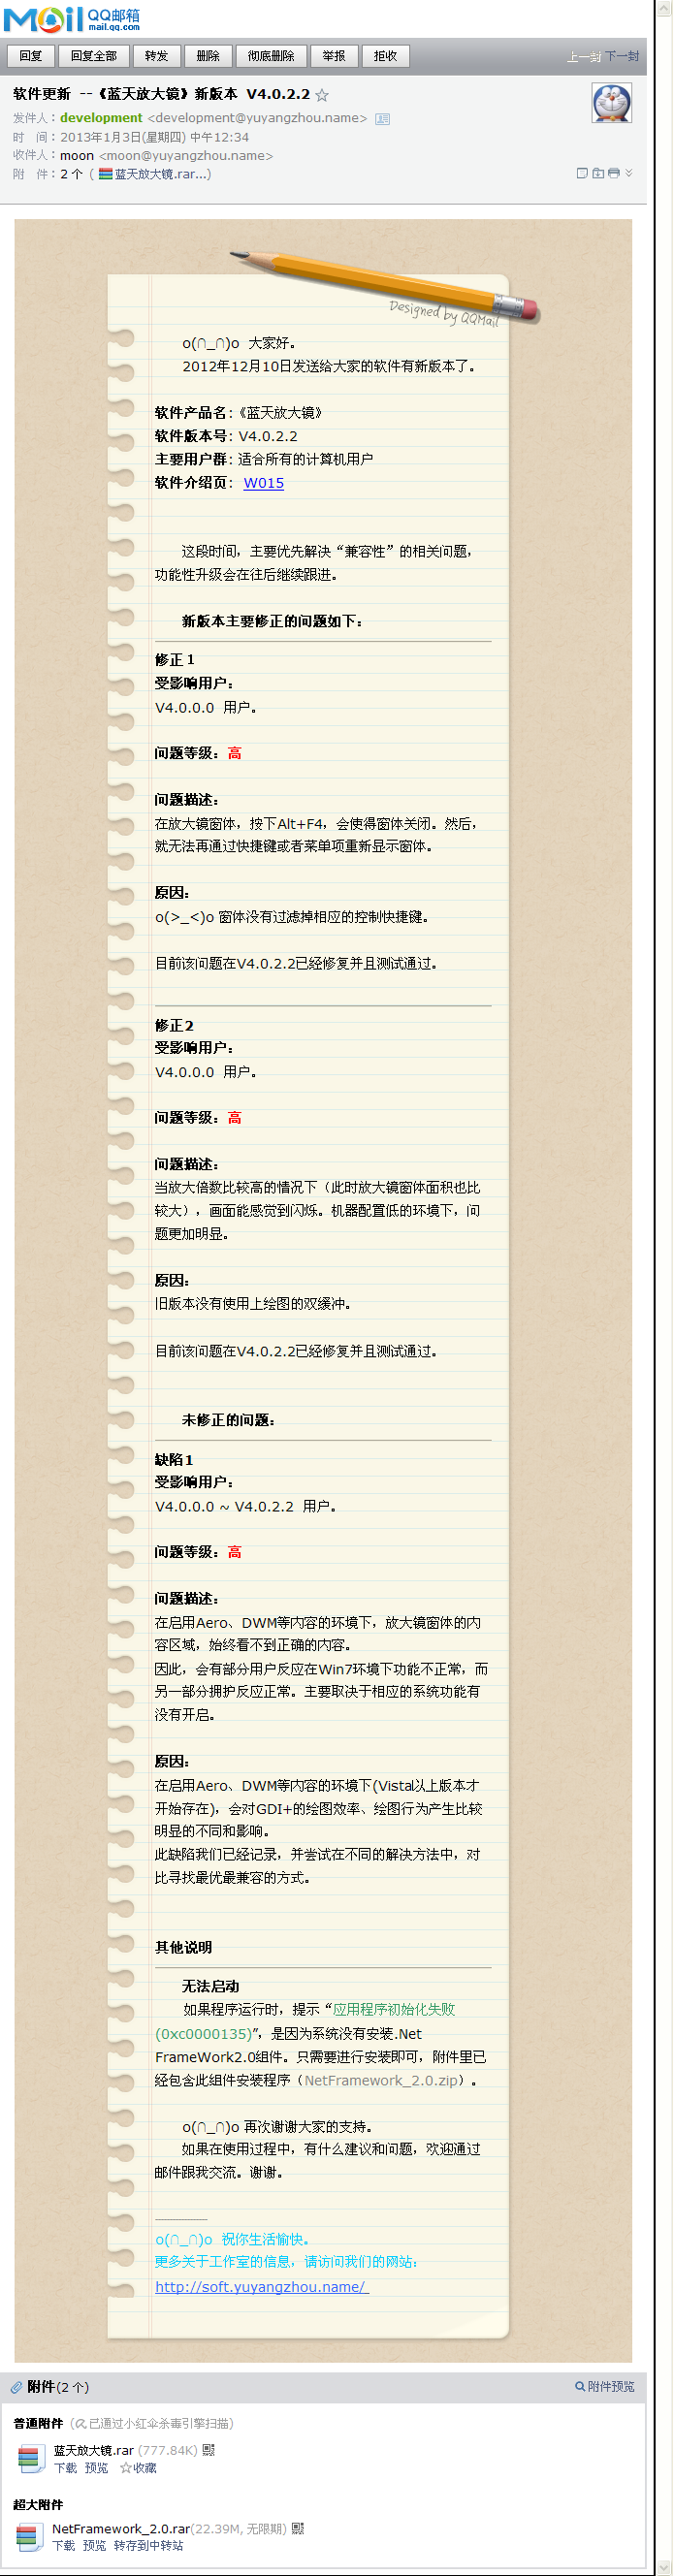 Mail QQ邮箱
mail.qq.com
回复 回复全部 转发 删除 彻底删除 举报 拒收 上一封 下一封
软件更新 --《蓝天放大镜》新版本 V4.0.2.2
发件人：development <development@yuyangzhou.name>
时 间：2013年1月3日(星期四) 中午12:34
收件人：moon <moon@yuyangzhou.name>
附 件：2 个 ( 蓝天放大镜.rar...)
Designed by QQMail
o(∩_∩)o 大家好。
2012年12月10日发送给大家的软件有新版本了。
软件产品名：《蓝天放大镜》
软件版本号：V4.0.2.2
主要用户群：适合所有的计算机用户
软件介绍页： W015
这段时间，主要优先解决“兼容性”的相关问题，
功能性升级会在往后继续跟进。
新版本主要修正的问题如下：
修正 1
受影响用户：
V4.0.0.0 用户。
问题等级：高
问题描述：
在放大镜窗体，按下Alt+F4，会使得窗体关闭。然后，
就无法再通过快捷键或者菜单项重新显示窗体。
原因：
o(>_<)o 窗体没有过滤掉相应的控制快捷键。
目前该问题在V4.0.2.2已经修复并且测试通过。
修正2
受影响用户：
V4.0.0.0 用户。
问题等级：高
问题描述：
当放大倍数比较高的情况下（此时放大镜窗体面积也比
较大），画面能感觉到闪烁。机器配置低的环境下，问
题更加明显。
原因：
旧版本没有使用上绘图的双缓冲。
目前该问题在V4.0.2.2已经修复并且测试通过。
未修正的问题：
缺陷1
受影响用户：
V4.0.0.0 ~ V4.0.2.2 用户。
问题等级：高
问题描述：
在启用Aero、DWM等内容的环境下，放大镜窗体的内
容区域，始终看不到正确的内容。
因此，会有部分用户反应在Win7环境下功能不正常，而
另一部分拥护反应正常。主要取决于相应的系统功能有
没有开启。
原因：
在启用Aero、DWM等内容的环境下(Vista以上版本才
开始存在)，会对GDI+的绘图效率、绘图行为产生比较
明显的不同和影响。
此缺陷我们已经记录，并尝试在不同的解决方法中，对
比寻找最优最兼容的方式。
其他说明
无法启动
如果程序运行时，提示“应用程序初始化失败
(0xc0000135)”，是因为系统没有安装.Net
FrameWork2.0组件。只需要进行安装即可，附件里已
经包含此组件安装程序（NetFramework_2.0.zip）。
o(∩_∩)o 再次谢谢大家的支持。
如果在使用过程中，有什么建议和问题，欢迎通过
邮件跟我交流。谢谢。
o(∩_∩)o 祝你生活愉快。
更多关于工作室的信息，请访问我们的网站：
http://soft.yuyangzhou.name/
附件(2 个) 附件预览
普通附件 (已通过小红伞杀毒引擎扫描)
蓝天放大镜.rar (777.84K)
下载 预览 ☆收藏
超大附件
NetFramework_2.0.rar(22.39M, 无限期)
下载 预览 转存到中转站